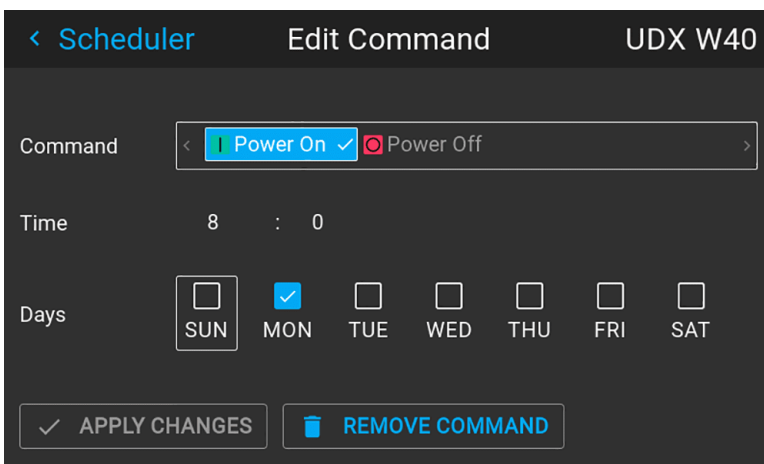 Scheduler Edit Command UDX W40
Command Power On Power Off
Time 8 : 0
Days SUN MON TUE WED THU FRI SAT
APPLY CHANGES REMOVE COMMAND